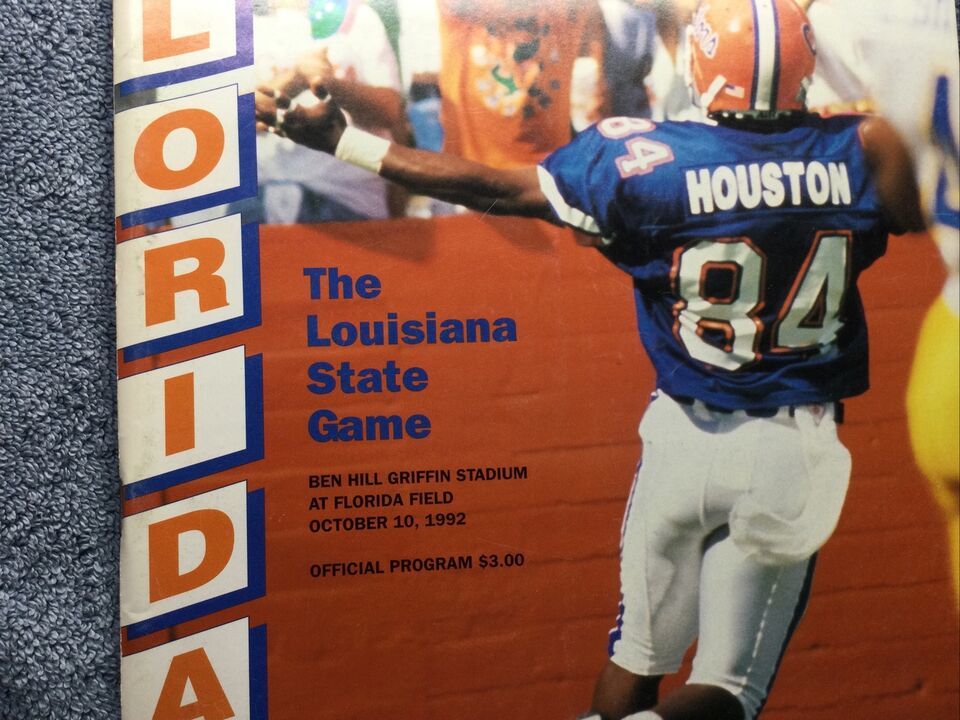 L
O
R
I
D
A
The
Louisiana
State
Game
BEN HILL GRIFFIN STADIUM
AT FLORIDA FIELD
OCTOBER 10, 1992
OFFICIAL PROGRAM $3.00
84
HOUSTON
84